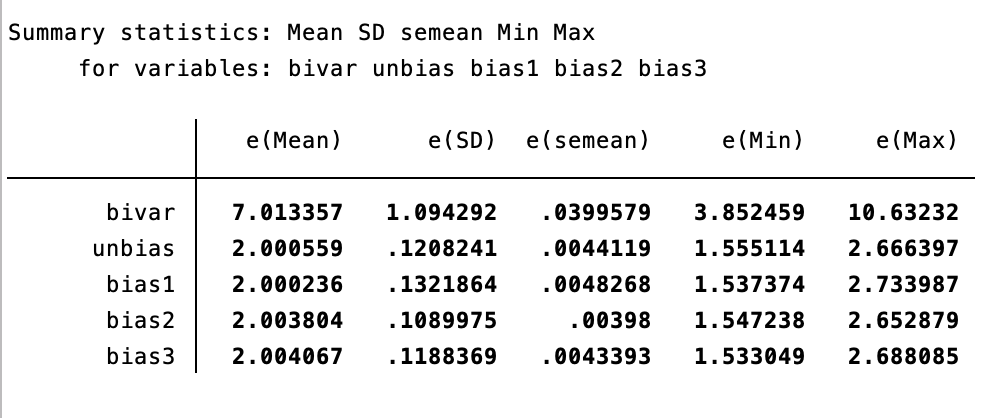 Summary statistics: Mean SD semean Min Max
for variables: bivar unbias bias1 bias2 bias3
e(Mean) e(SD) e(semean) e(Min) e(Max)
bivar 7.013357 1.094292 .0399579 3.852459 10.63232
unbias 2.000559 .1208241 .0044119 1.555114 2.666397
bias1 2.000236 .1321864 .0048268 1.537374 2.733987
bias2 2.003804 .1089975 .00398 1.547238 2.652879
bias3 2.004067 .1188369 .0043393 1.533049 2.688085